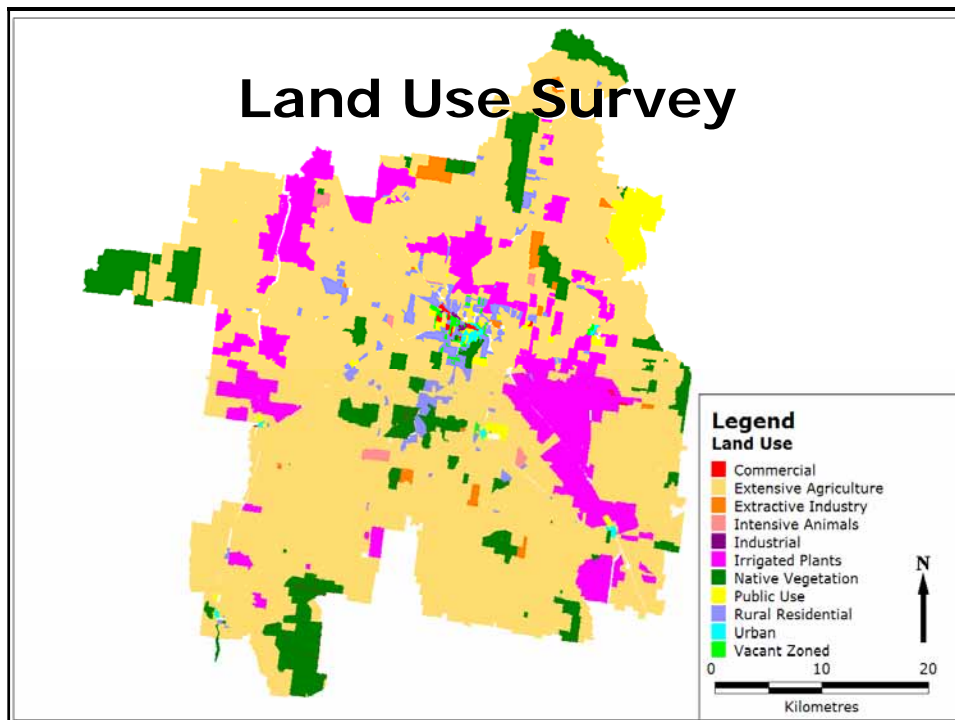 Land Use Survey
Legend
Land Use
Commercial
Extensive Agriculture
Extractive Industry
Intensive Animals
Industrial
Irrigated Plants
Native Vegetation
Public Use
Rural Residential
Urban
Vacant Zoned
N
0 10 20
Kilometres